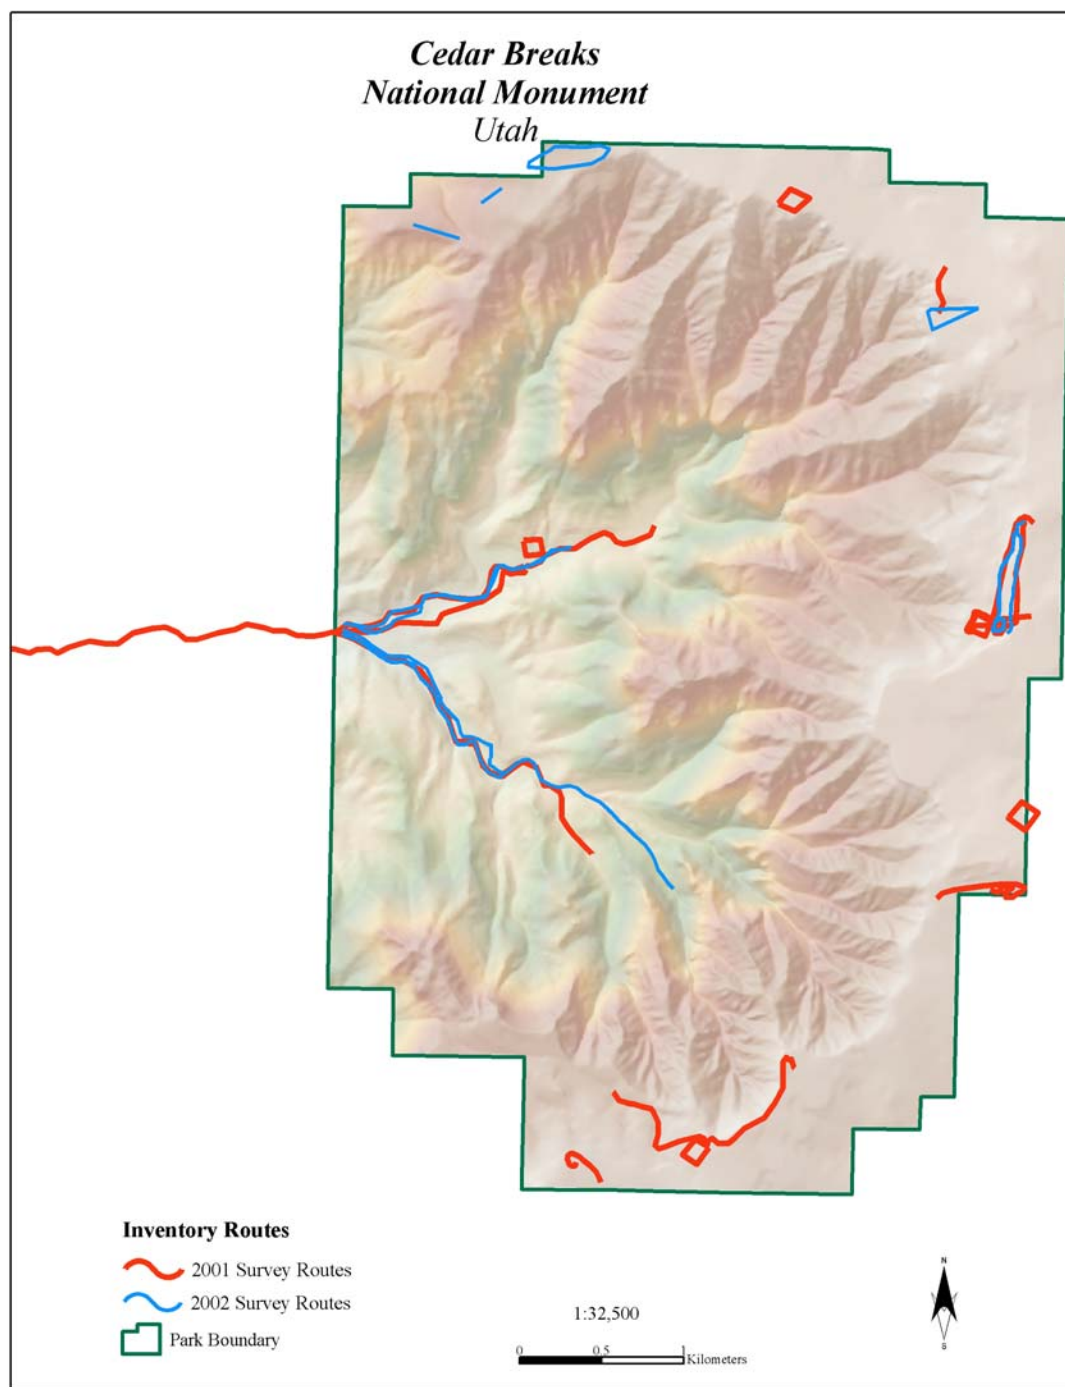 Cedar Breaks
National Monument
Utah
Inventory Routes
2001 Survey Routes
2002 Survey Routes
Park Boundary
1:32,500
0 0.5 1
Kilometers
N
S